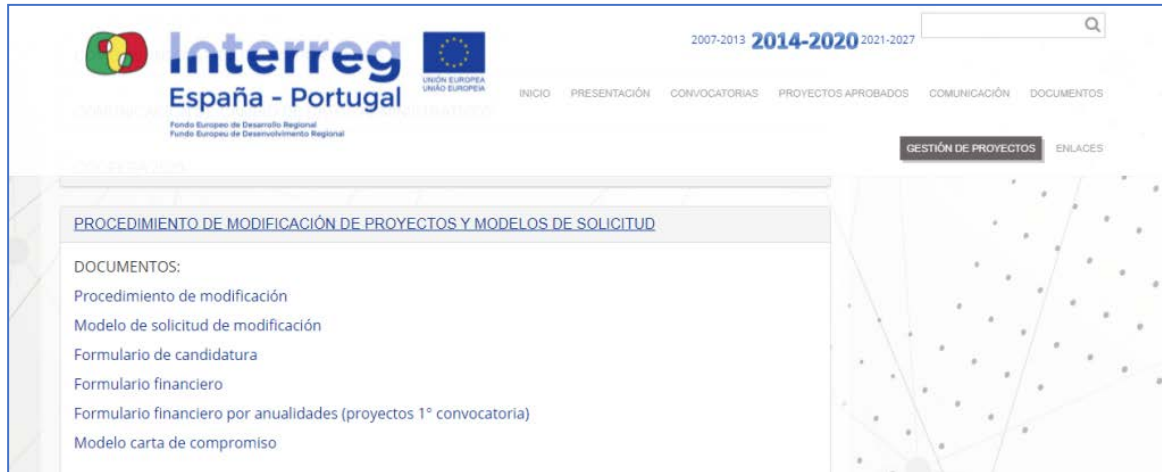 2007-2013 2014-2020 2021-2027
Interreg
España - Portugal
UNIÓN EUROPEA
UNIÃO EUROPEIA
Fondo Europeo de Desarrollo Regional
Fundo Europeu de Desenvolvimento Regional
INICIO PRESENTACIÓN CONVOCATORIAS PROYECTOS APROBADOS COMUNICACIÓN DOCUMENTOS
GESTIÓN DE PROYECTOS ENLACES
PROCEDIMIENTO DE MODIFICACIÓN DE PROYECTOS Y MODELOS DE SOLICITUD
DOCUMENTOS:
Procedimiento de modificación
Modelo de solicitud de modificación
Formulario de candidatura
Formulario financiero
Formulario financiero por anualidades (proyectos 1° convocatoria)
Modelo carta de compromiso